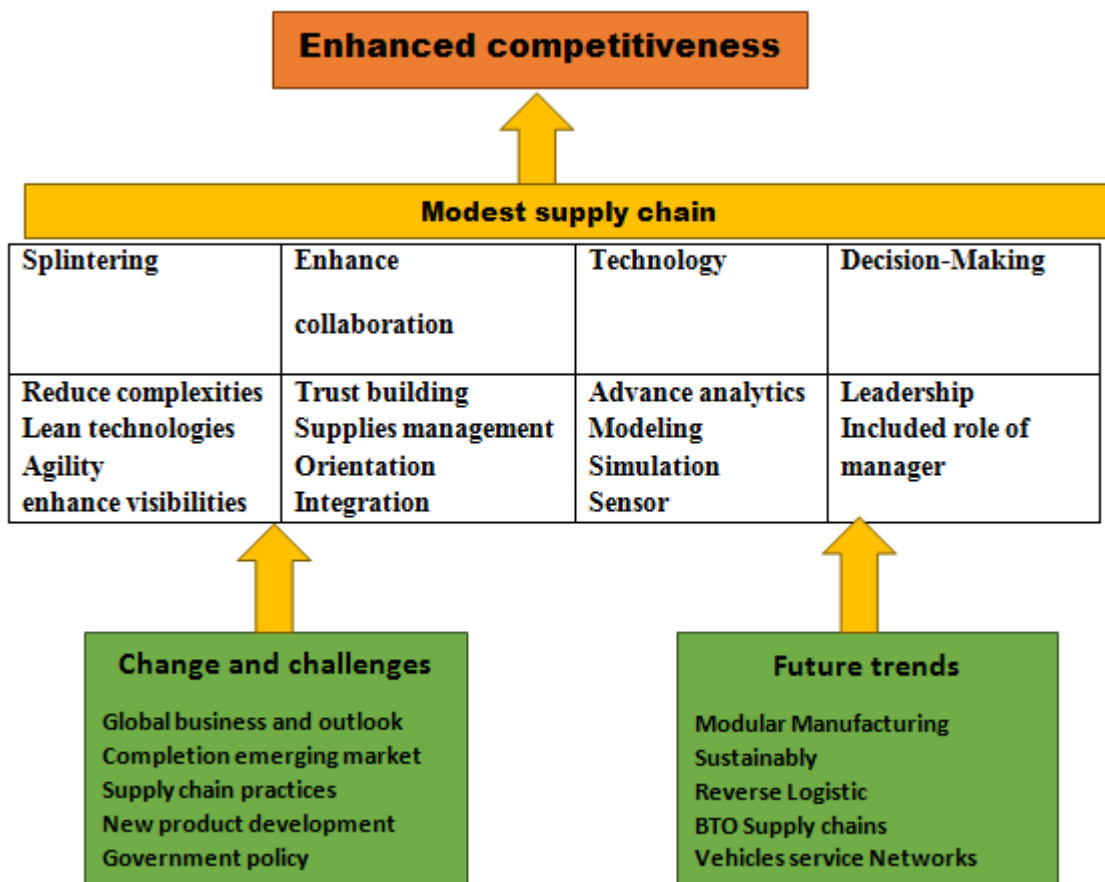 Enhanced competitiveness
Modest supply chain
Splintering
Enhance
collaboration
Technology
Decision-Making
Reduce complexities
Lean technologies
Agility
enhance visibilities
Trust building
Supplies management
Orientation
Integration
Advance analytics
Modeling
Simulation
Sensor
Leadership
Included role of
manager
Change and challenges
Global business and outlook
Completion emerging market
Supply chain practices
New product development
Government policy
Future trends
Modular Manufacturing
Sustainably
Reverse Logistic
BTO Supply chains
Vehicles service Networks